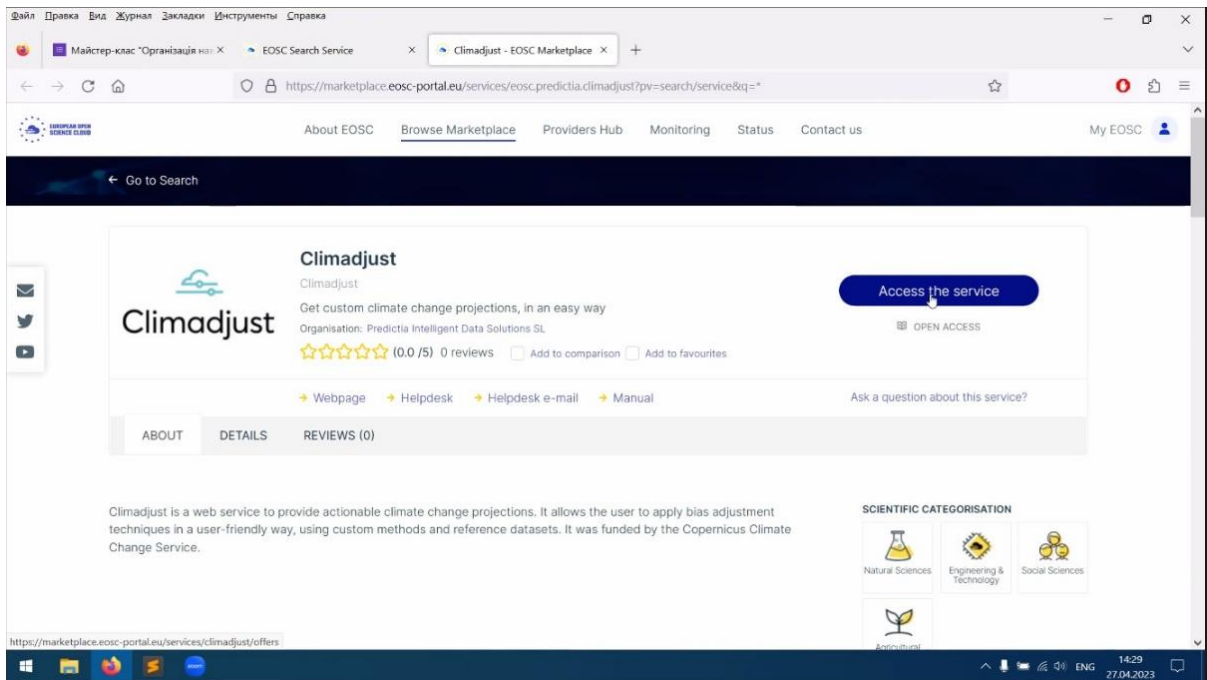 Файл Правка Вид Журнал Закладки Инструменты Справка
Майстер-клас "Організація нав
EOSC Search Service
Climadjust - EOSC Marketplace
https://marketplace.eosc-portal.eu/services/eosc.predictia.climadjust?pv=search/service&q=*
EUROPEAN OPEN
SCIENCE CLOUD
About EOSC Browse Marketplace Providers Hub Monitoring Status Contact us My EOSC
← Go to Search
Climadjust
Climadjust
Climadjust
Get custom climate change projections, in an easy way
Organisation: Predictia Intelligent Data Solutions SL
(0.0 /5) 0 reviews Add to comparison Add to favourites
Access the service
OPEN ACCESS
→ Webpage → Helpdesk → Helpdesk e-mail → Manual
Ask a question about this service?
ABOUT DETAILS REVIEWS (0)
Climadjust is a web service to provide actionable climate change projections. It allows the user to apply bias adjustment
techniques in a user-friendly way, using custom methods and reference datasets. It was funded by the Copernicus Climate
Change Service.
SCIENTIFIC CATEGORISATION
Natural Sciences
Engineering &
Technology
Social Sciences
Agricultural
https://marketplace.eosc-portal.eu/services/climadjust/offers
ENG
14:29
27.04.2023